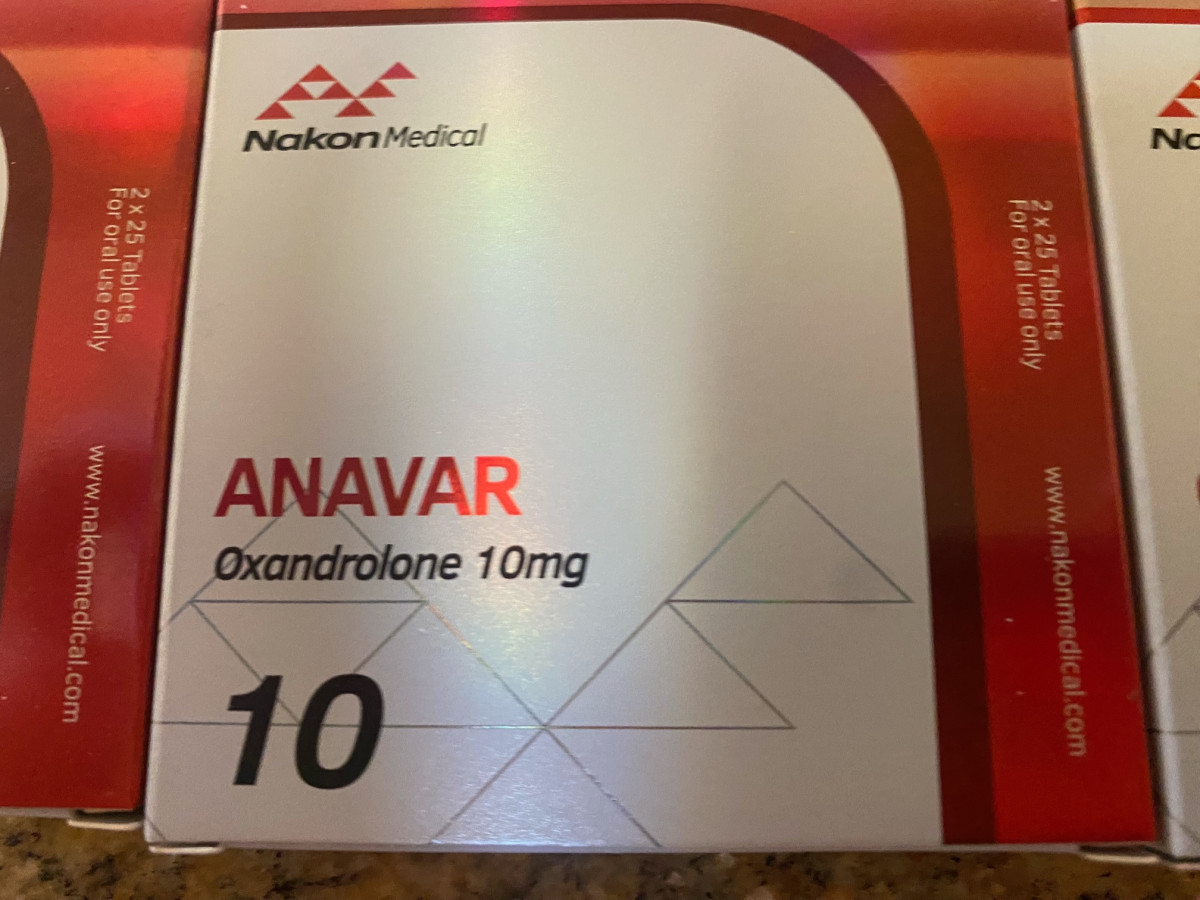 2 x 25 Tablets
For oral use only
www.nakonmedical.com
Nakon Medical
ANAVAR
Oxandrolone 10mg
10
2 x 25 Tablets
For oral use only
www.nakonmedical.com